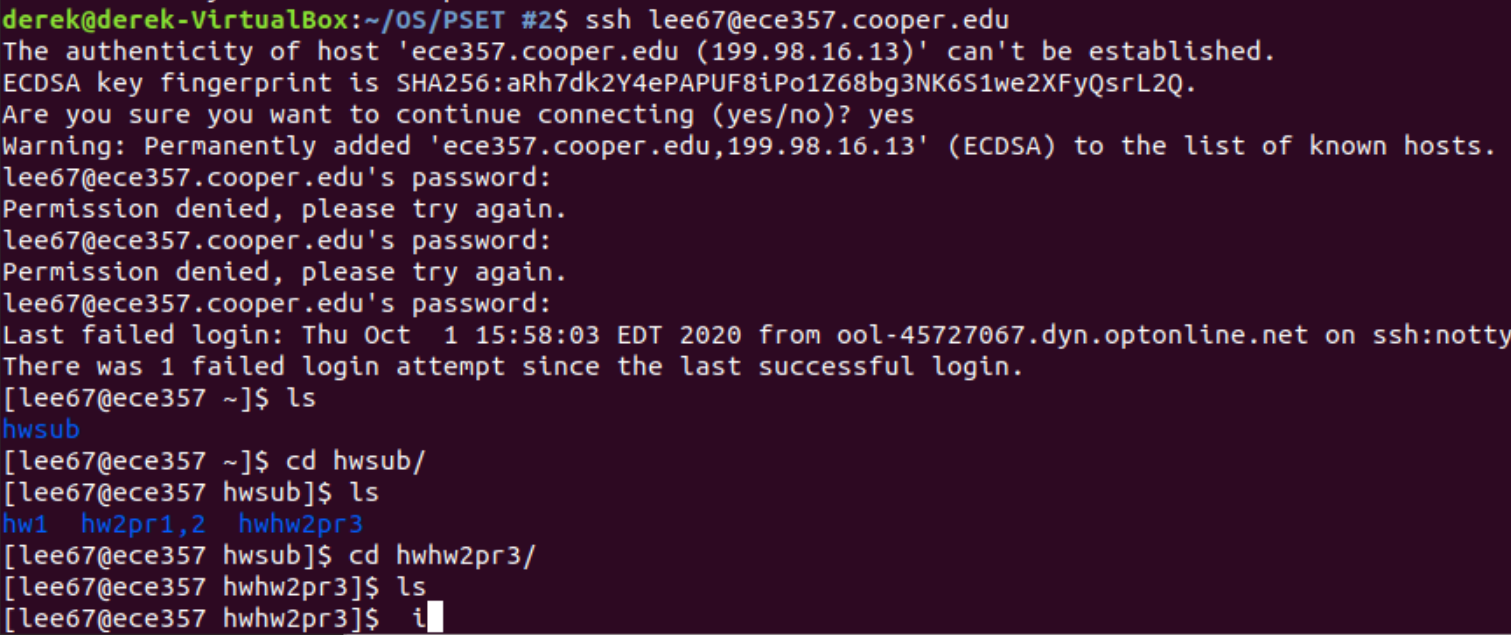 derek@derek-VirtualBox:~/OS/PSET #2$ ssh lee67@ece357.cooper.edu
The authenticity of host 'ece357.cooper.edu (199.98.16.13)' can't be established.
ECDSA key fingerprint is SHA256:aRh7dk2Y4ePAPUF8iPo1Z68bg3NK6S1we2XFyQsrL2Q.
Are you sure you want to continue connecting (yes/no)? yes
Warning: Permanently added 'ece357.cooper.edu,199.98.16.13' (ECDSA) to the list of known hosts.
lee67@ece357.cooper.edu's password:
Permission denied, please try again.
lee67@ece357.cooper.edu's password:
Permission denied, please try again.
lee67@ece357.cooper.edu's password:
Last failed login: Thu Oct  1 15:58:03 EDT 2020 from ool-45727067.dyn.optonline.net on ssh:notty
There was 1 failed login attempt since the last successful login.
[lee67@ece357 ~]$ ls
hwsub
[lee67@ece357 ~]$ cd hwsub/
[lee67@ece357 hwsub]$ ls
hw1  hw2pr1,2  hwhw2pr3
[lee67@ece357 hwsub]$ cd hwhw2pr3/
[lee67@ece357 hwhw2pr3]$ ls
[lee67@ece357 hwhw2pr3]$  i